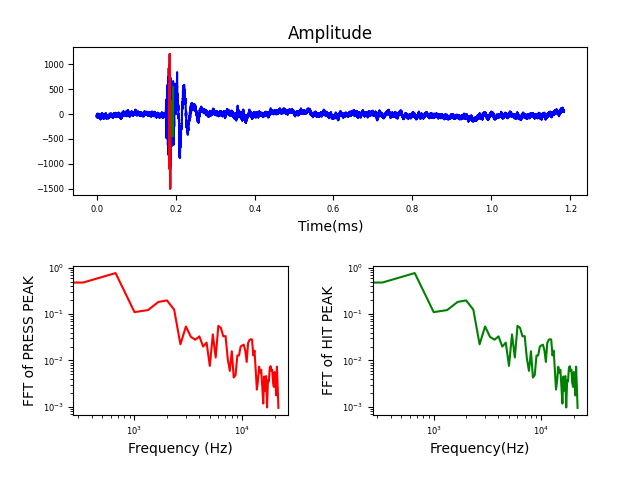 Amplitude
1000
500
0
−500
−1000
−1500
0.0 0.2 0.4 0.6 0.8 1.0 1.2
Time(ms)
FFT of PRESS PEAK
10⁰
10⁻¹
10⁻²
10⁻³
10³ 10⁴
Frequency (Hz)
FFT of HIT PEAK
10⁰
10⁻¹
10⁻²
10⁻³
10³ 10⁴
Frequency(Hz)